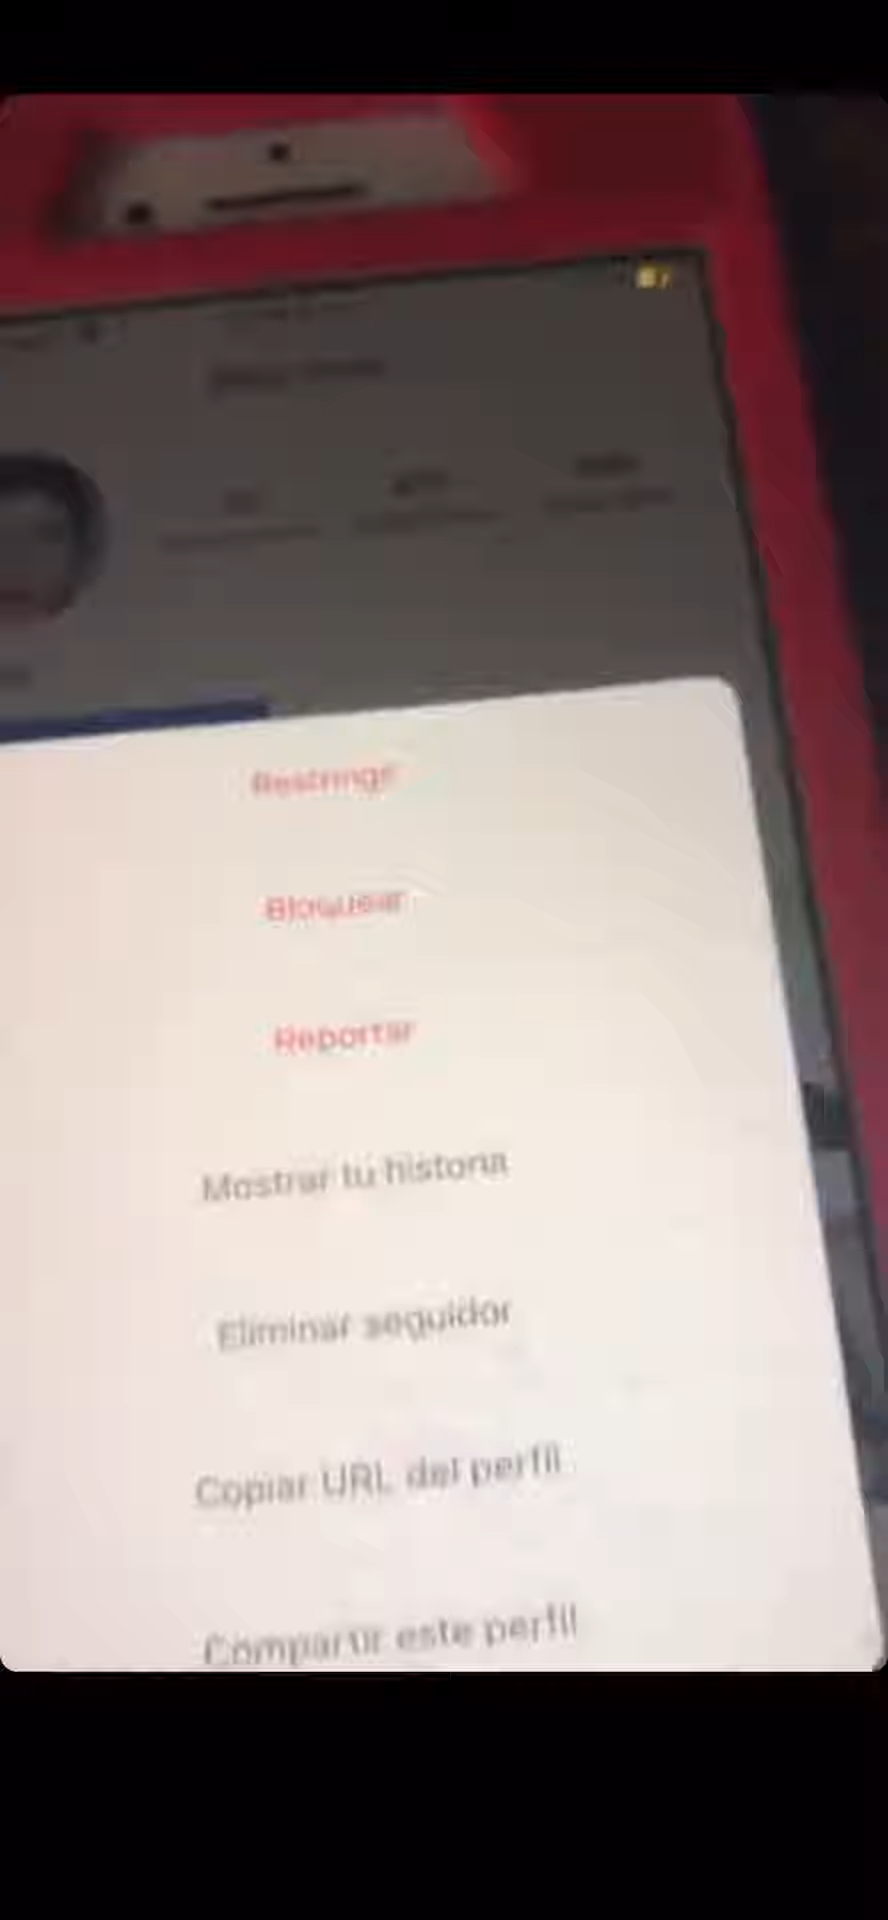 Restringir
Bloquear
Reportar
Mostrar tu historia
Eliminar seguidor
Copiar URL del perfil
Compartir este perfil